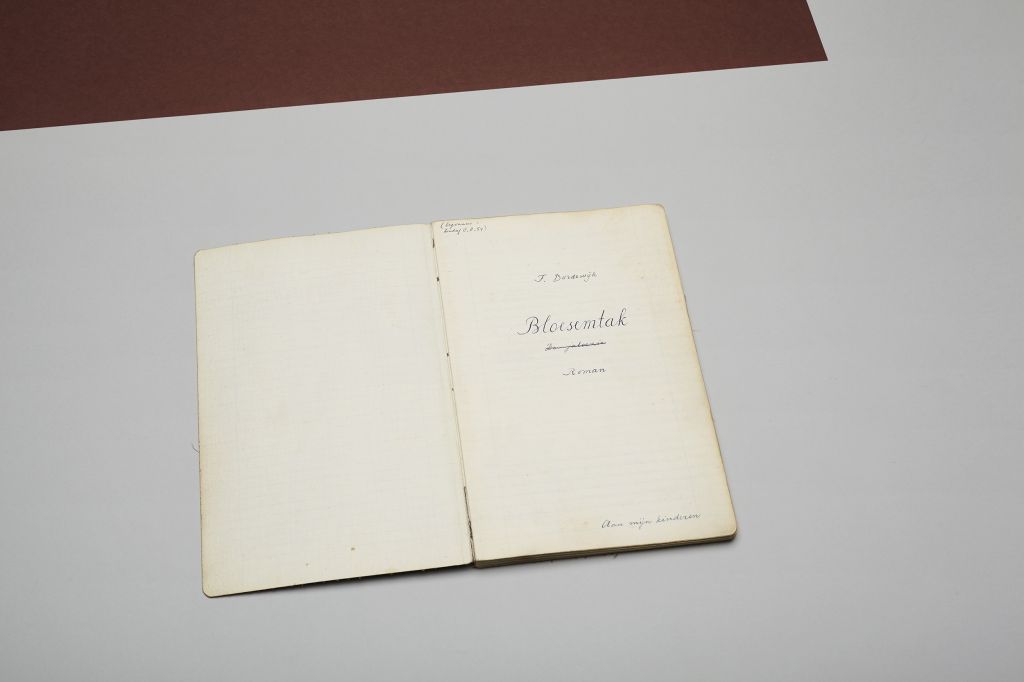 F. Bordewijk
Bloesemtak
Roman
Aan mijn kinderen